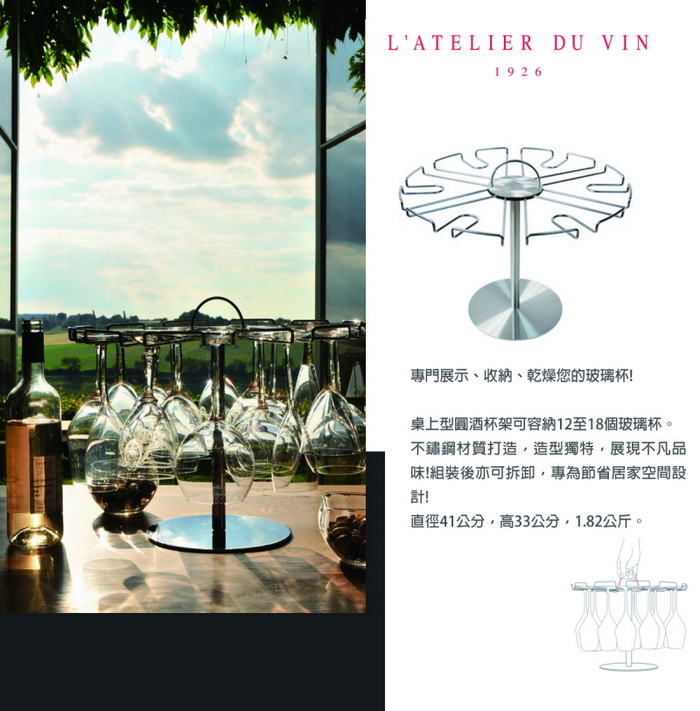 L'ATELIER DU VIN
1926
專門展示、收納、乾燥您的玻璃杯!
桌上型圓酒杯架可容納12至18個玻璃杯。
不鏽鋼材質打造，造型獨特，展現不凡品
味!組裝後亦可拆卸，專為節省居家空間設
計!
直徑41公分，高33公分，1.82公斤。